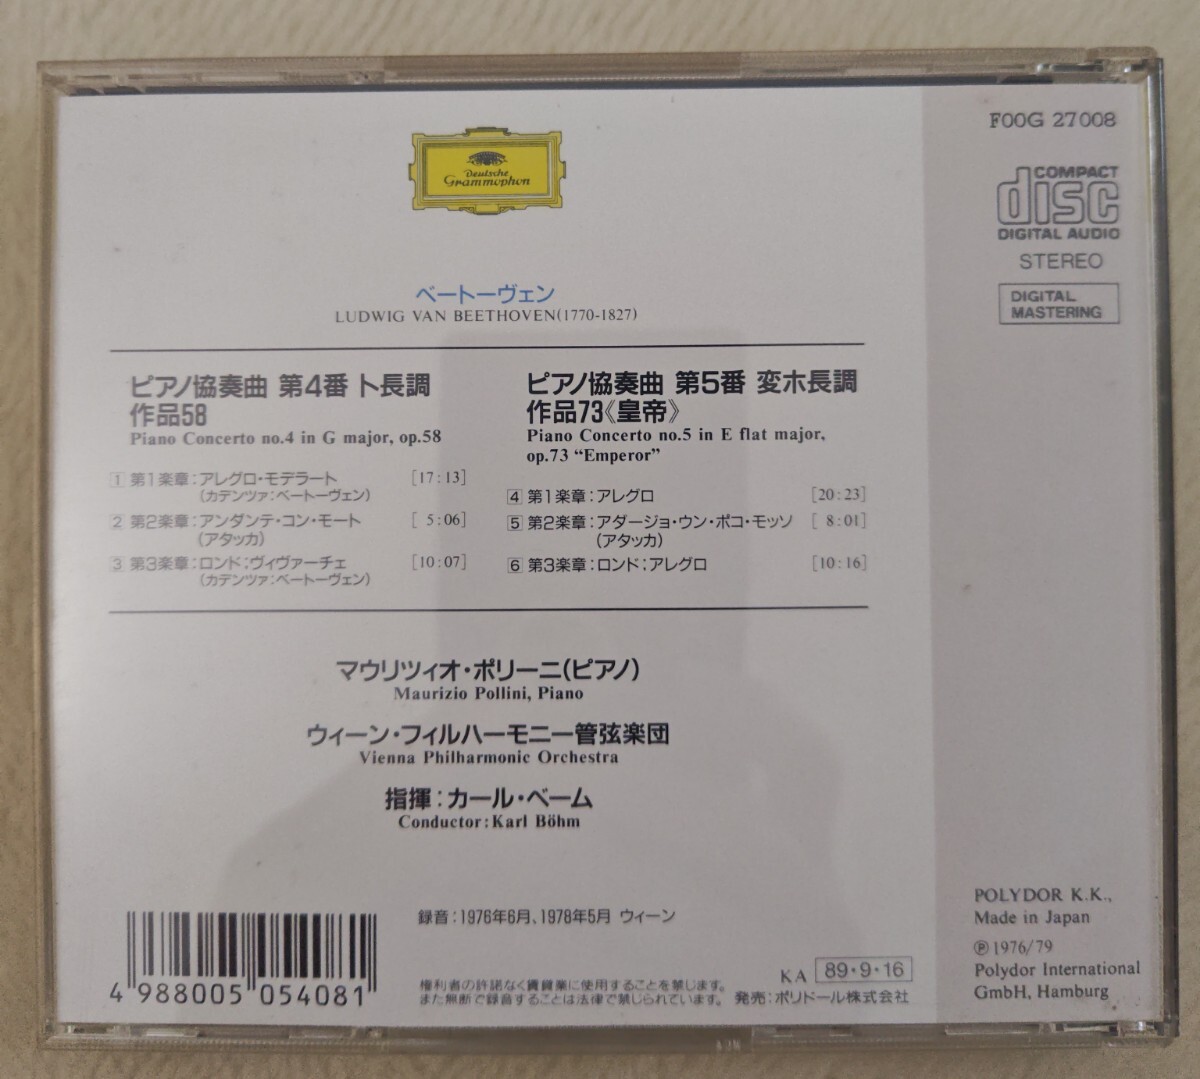 Deutsche
Grammophon
F00G 27008
COMPACT
disc
DIGITAL AUDIO
STEREO
DIGITAL
MASTERING
ベートーヴェン
LUDWIG VAN BEETHOVEN(1770-1827)
ピアノ協奏曲 第4番 ト長調
作品58
Piano Concerto no.4 in G major, op.58
1 第1楽章:アレグロ・モデラート [17:13]
(カデンツァ:ベートーヴェン)
2 第2楽章:アンダンテ・コン・モート [ 5:06]
(アタッカ)
3 第3楽章:ロンド:ヴィヴァーチェ [10:07]
(カデンツァ:ベートーヴェン)
ピアノ協奏曲 第5番 変ホ長調
作品73《皇帝》
Piano Concerto no.5 in E flat major,
op.73 “Emperor”
4 第1楽章:アレグロ [20:23]
5 第2楽章:アダージョ・ウン・ポコ・モッソ [ 8:01]
(アタッカ)
6 第3楽章:ロンド:アレグロ [10:16]
マウリツィオ・ポリーニ(ピアノ)
Maurizio Pollini, Piano
ウィーン・フィルハーモニー管弦楽団
Vienna Philharmonic Orchestra
指揮:カール・ベーム
Conductor:Karl Böhm
録音:1976年6月、1978年5月 ウィーン
4 988005 054081
権利者の許諾なく賃貸業に使用することを禁じます。
また無断で録音することは法律で禁じられています。
KA 89・9・16
発売:ポリドール株式会社
POLYDOR K.K.,
Made in Japan
℗1976/79
Polydor International
GmbH, Hamburg